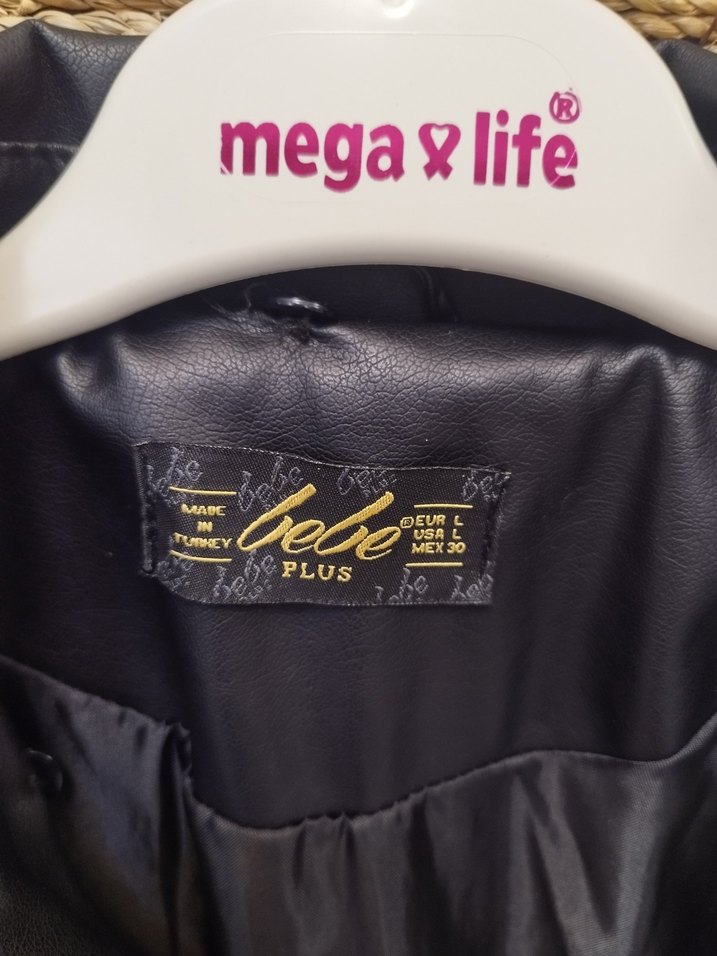 mega life®
MADE
IN
TURKEY
bebe®
PLUS
EUR L
USA L
MEX 30